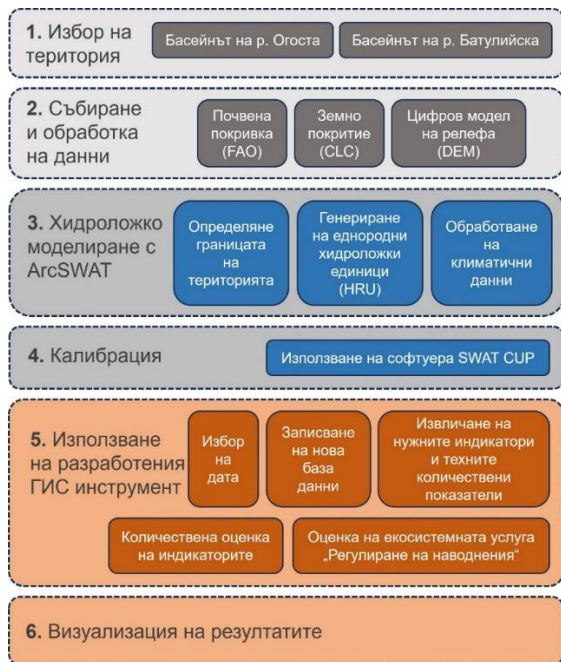 1. Избор на
територия
Басейнът на р. Огоста
Басейнът на р. Батулийска
2. Събиране
и обработка
на данни
Почвена
покривка
(FAO)
Земно
покритие
(CLC)
Цифров модел
на релефа
(DEM)
3. Хидроложко
моделиране с
ArcSWAT
Определяне
границата
на
територията
Генериране
на еднородни
хидроложки
единици
(HRU)
Обработване
на
климатични
данни
4. Калибрация
Използване на софтуера SWAT CUP
5. Използване
на разработения
ГИС инструмент
Избор
на
дата
Записване
на нова
база
данни
Извличане на
нужните индикатори
и техните
количествени
показатели
Количествена оценка
на индикаторите
Оценка на екосистемната услуга
„Регулиране на наводнения“
6. Визуализация на резултатите